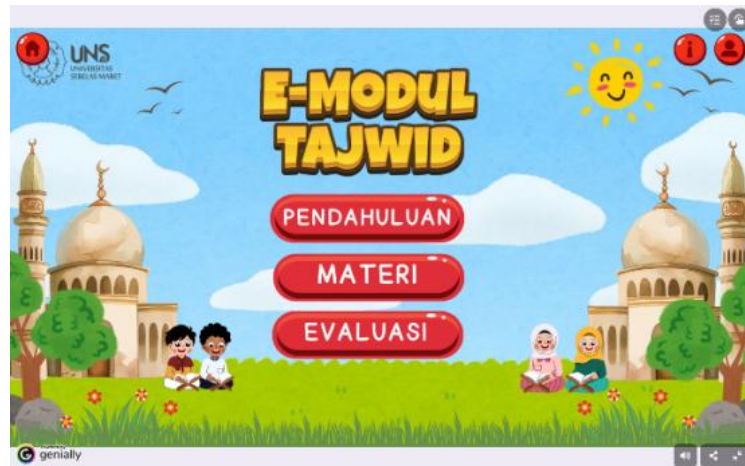 UNS
UNIVERSITAS
SEBELAS MARET
E-MODUL
TAJWID
PENDAHULUAN
MATERI
EVALUASI
genially